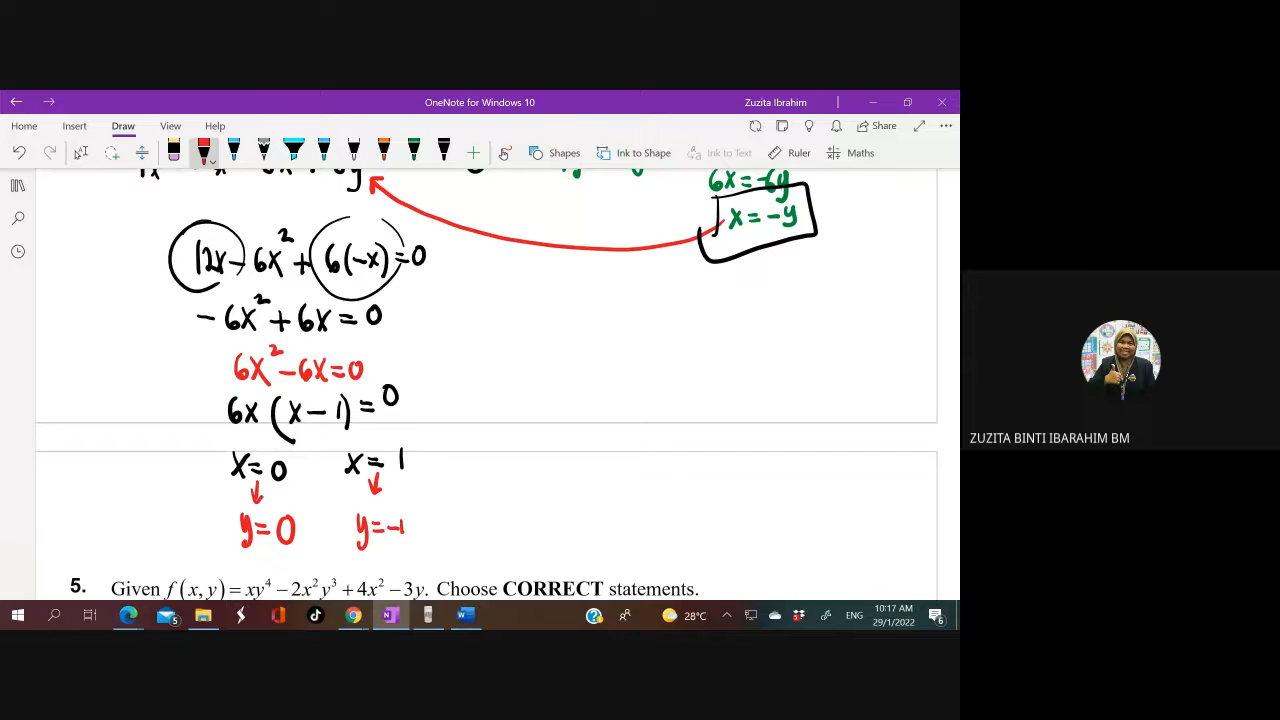 OneNote for Windows 10
Zuzita Ibrahim
Home Insert Draw View Help
Share
Shapes Ink to Shape Ink to Text Ruler Maths
6x = -6y
x = -y
12x - 6x² + 6(-x) = 0
- 6x² + 6x = 0
6x² - 6x = 0
6x (x - 1) = 0
x = 0 x = 1
y = 0 y = -1
5. Given f(x, y) = xy⁴ − 2x²y³ + 4x² − 3y. Choose CORRECT statements.
ZUZITA BINTI IBARAHIM BM
5
28°C
ENG
10:17 AM
29/1/2022
6